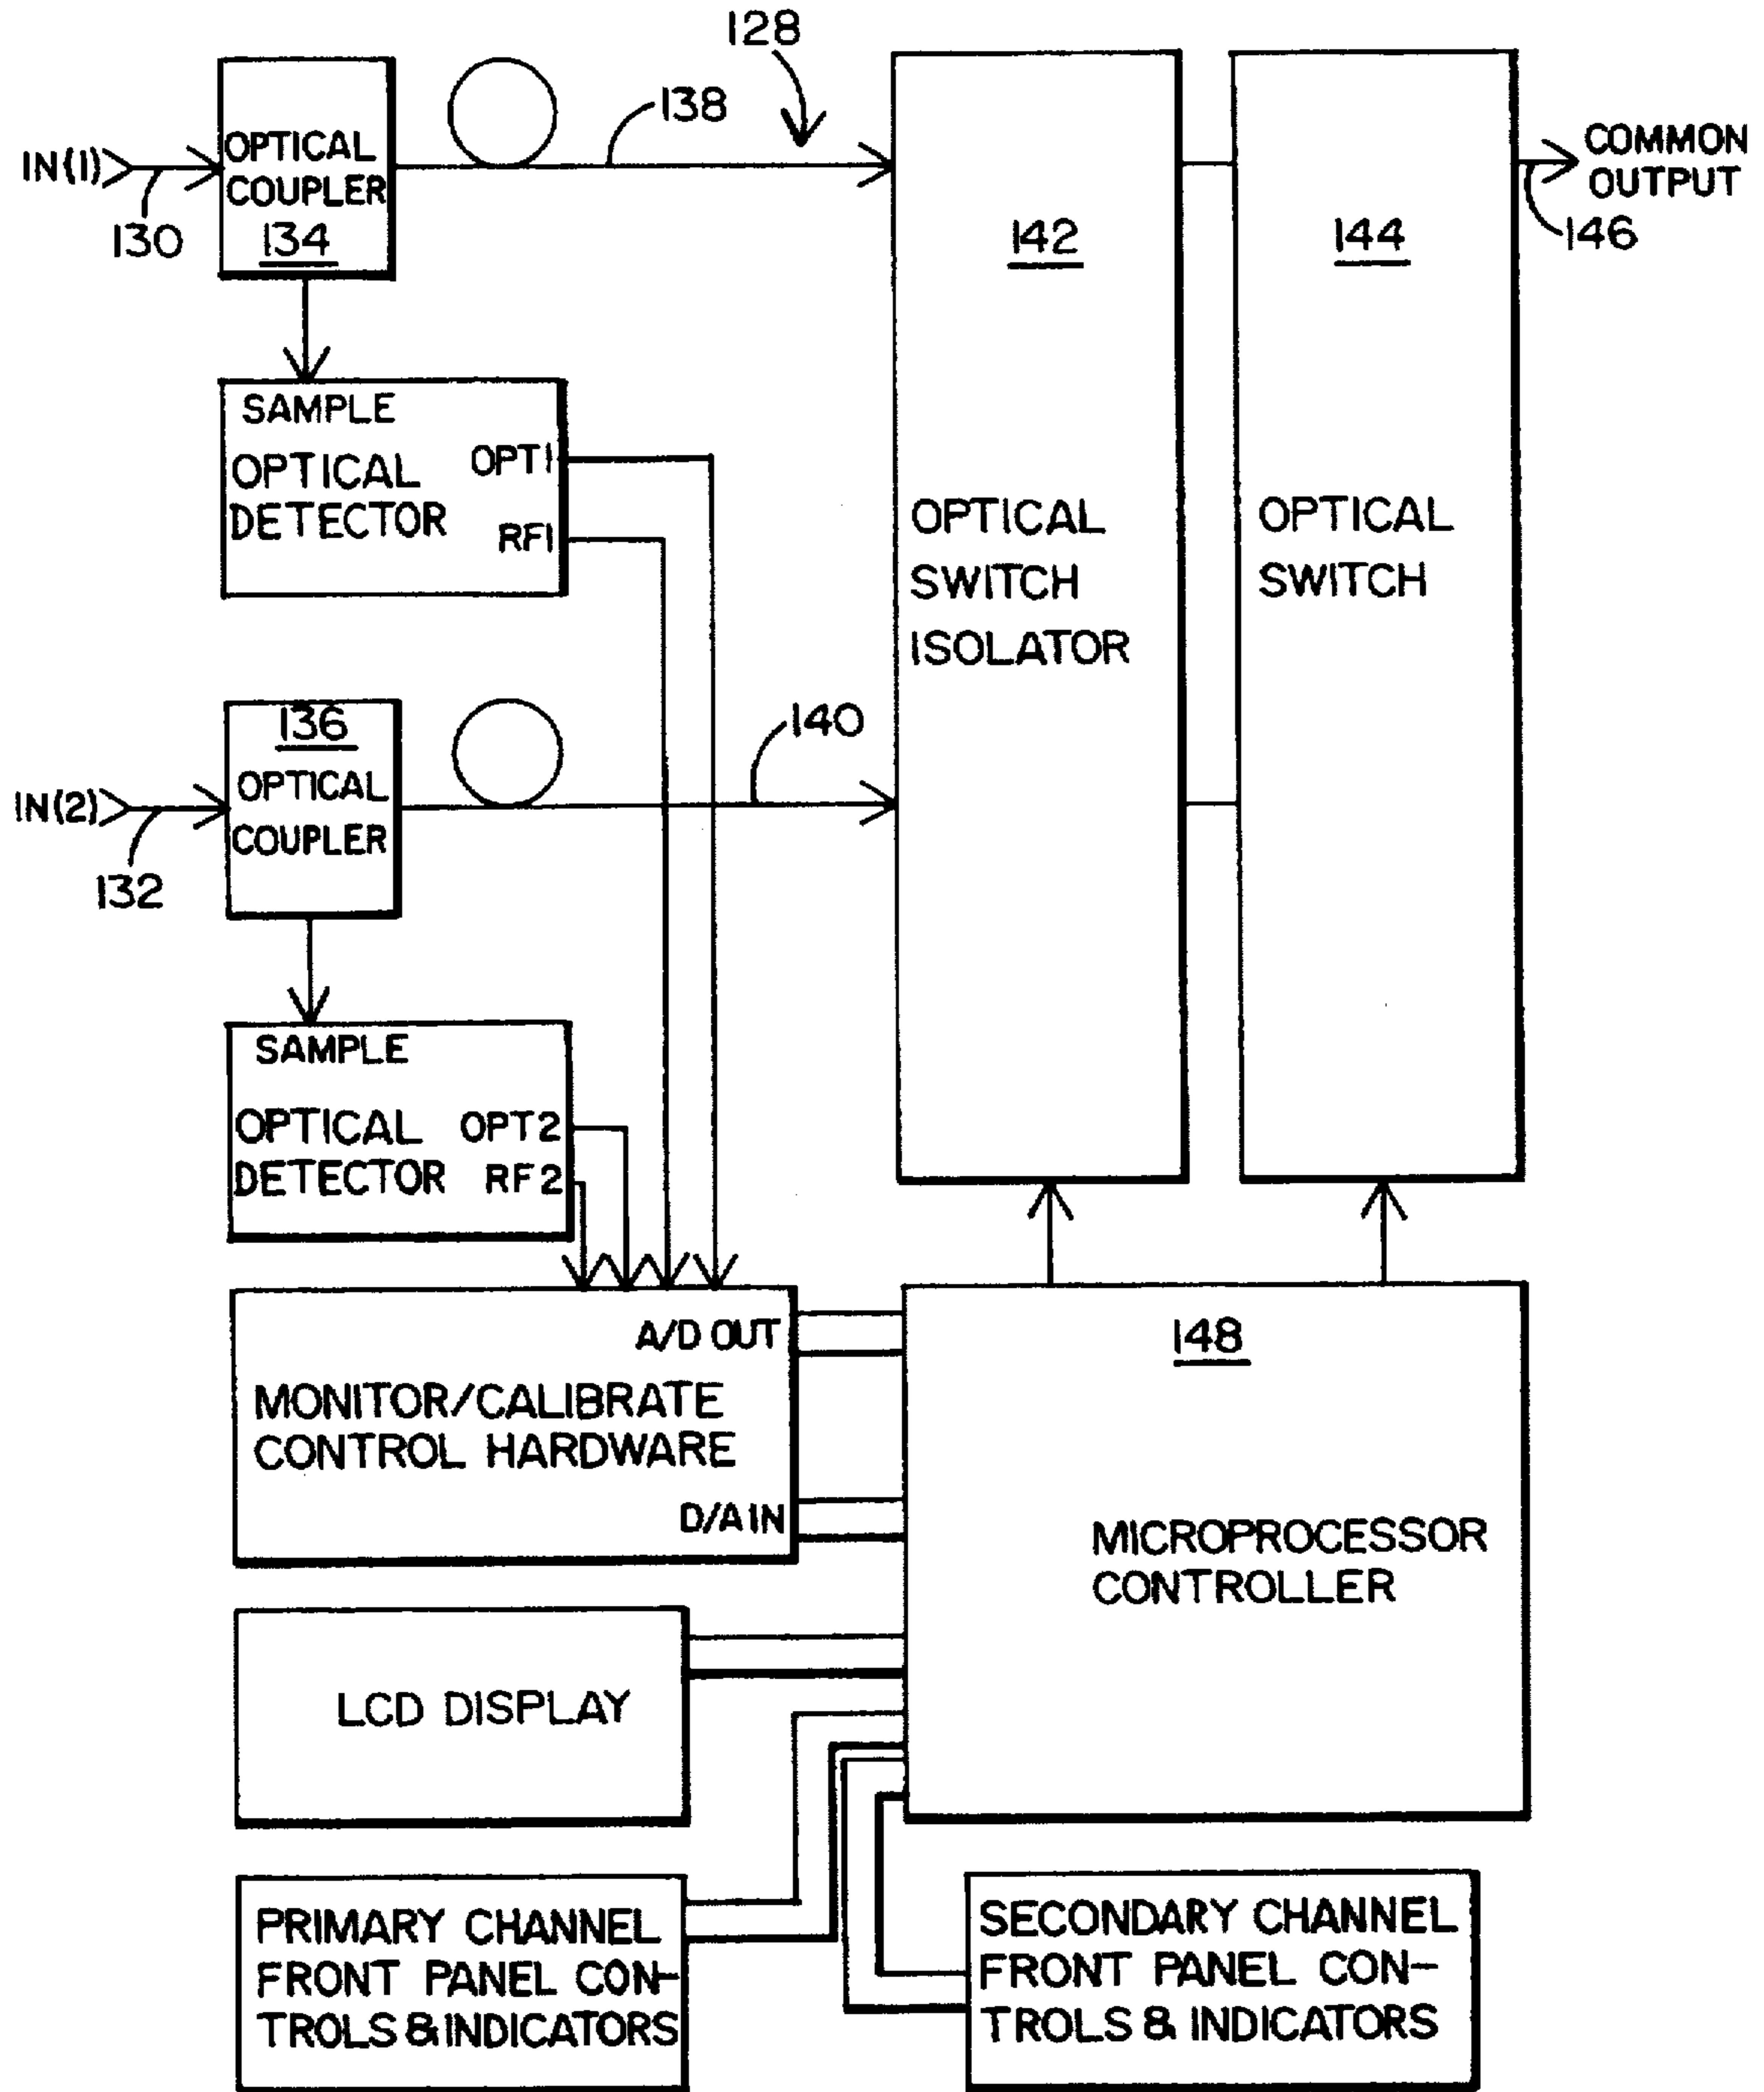 128
IN(1)
130
OPTICAL
COUPLER
134
138
142
144
COMMON
OUTPUT
146
SAMPLE
OPTICAL
DETECTOR
OPT1
RF1
OPTICAL
SWITCH
ISOLATOR
OPTICAL
SWITCH
IN(2)
132
136
OPTICAL
COUPLER
140
SAMPLE
OPTICAL
DETECTOR
OPT2
RF2
A/D OUT
MONITOR/CALIBRATE
CONTROL HARDWARE
D/A IN
148
MICROPROCESSOR
CONTROLLER
LCD DISPLAY
PRIMARY CHANNEL
FRONT PANEL CON-
TROLS & INDICATORS
SECONDARY CHANNEL
FRONT PANEL CON-
TROLS & INDICATORS